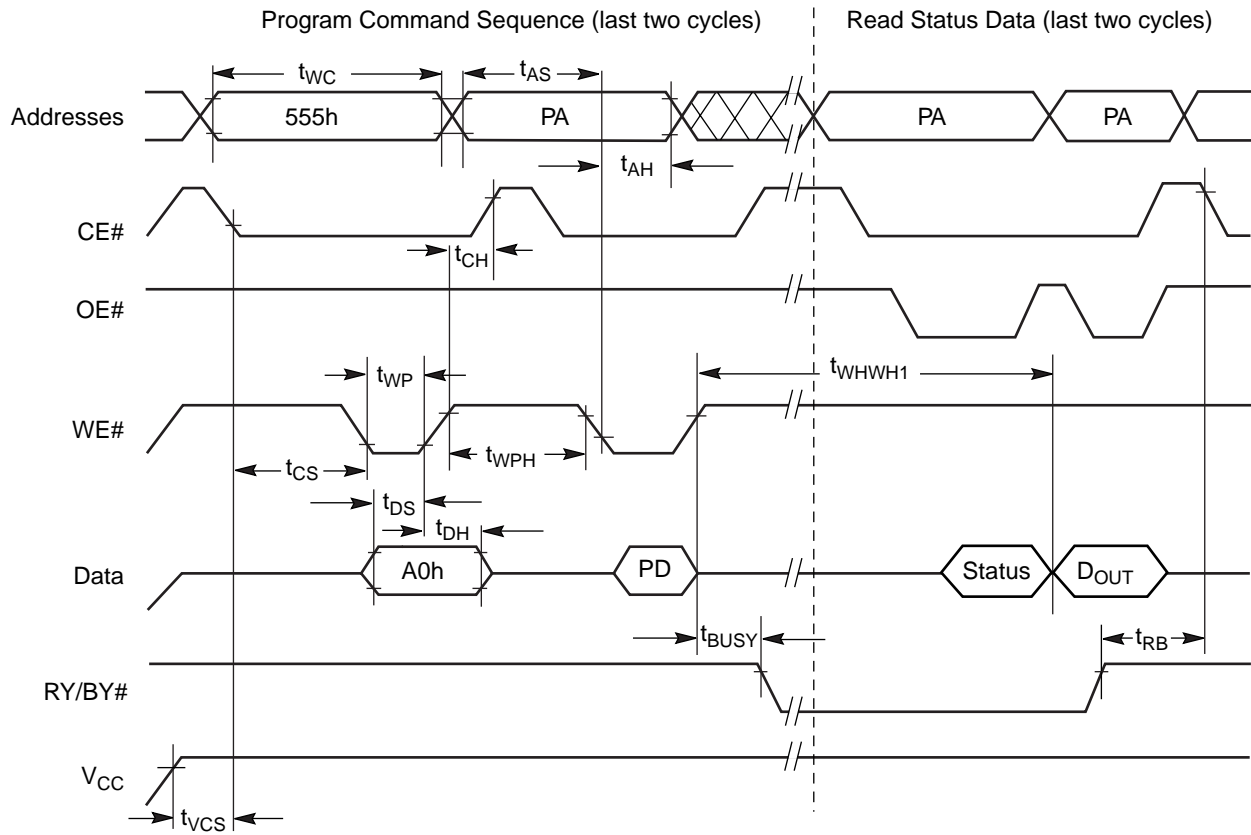 Program Command Sequence (last two cycles)
Read Status Data (last two cycles)
tWC
tAS
Addresses
555h
PA
PA
PA
tAH
CE#
tCH
OE#
tWHWH1
tWP
WE#
tWPH
tCS
tDS
tDH
Data
A0h
PD
Status
DOUT
tBUSY
tRB
RY/BY#
VCC
tVCS